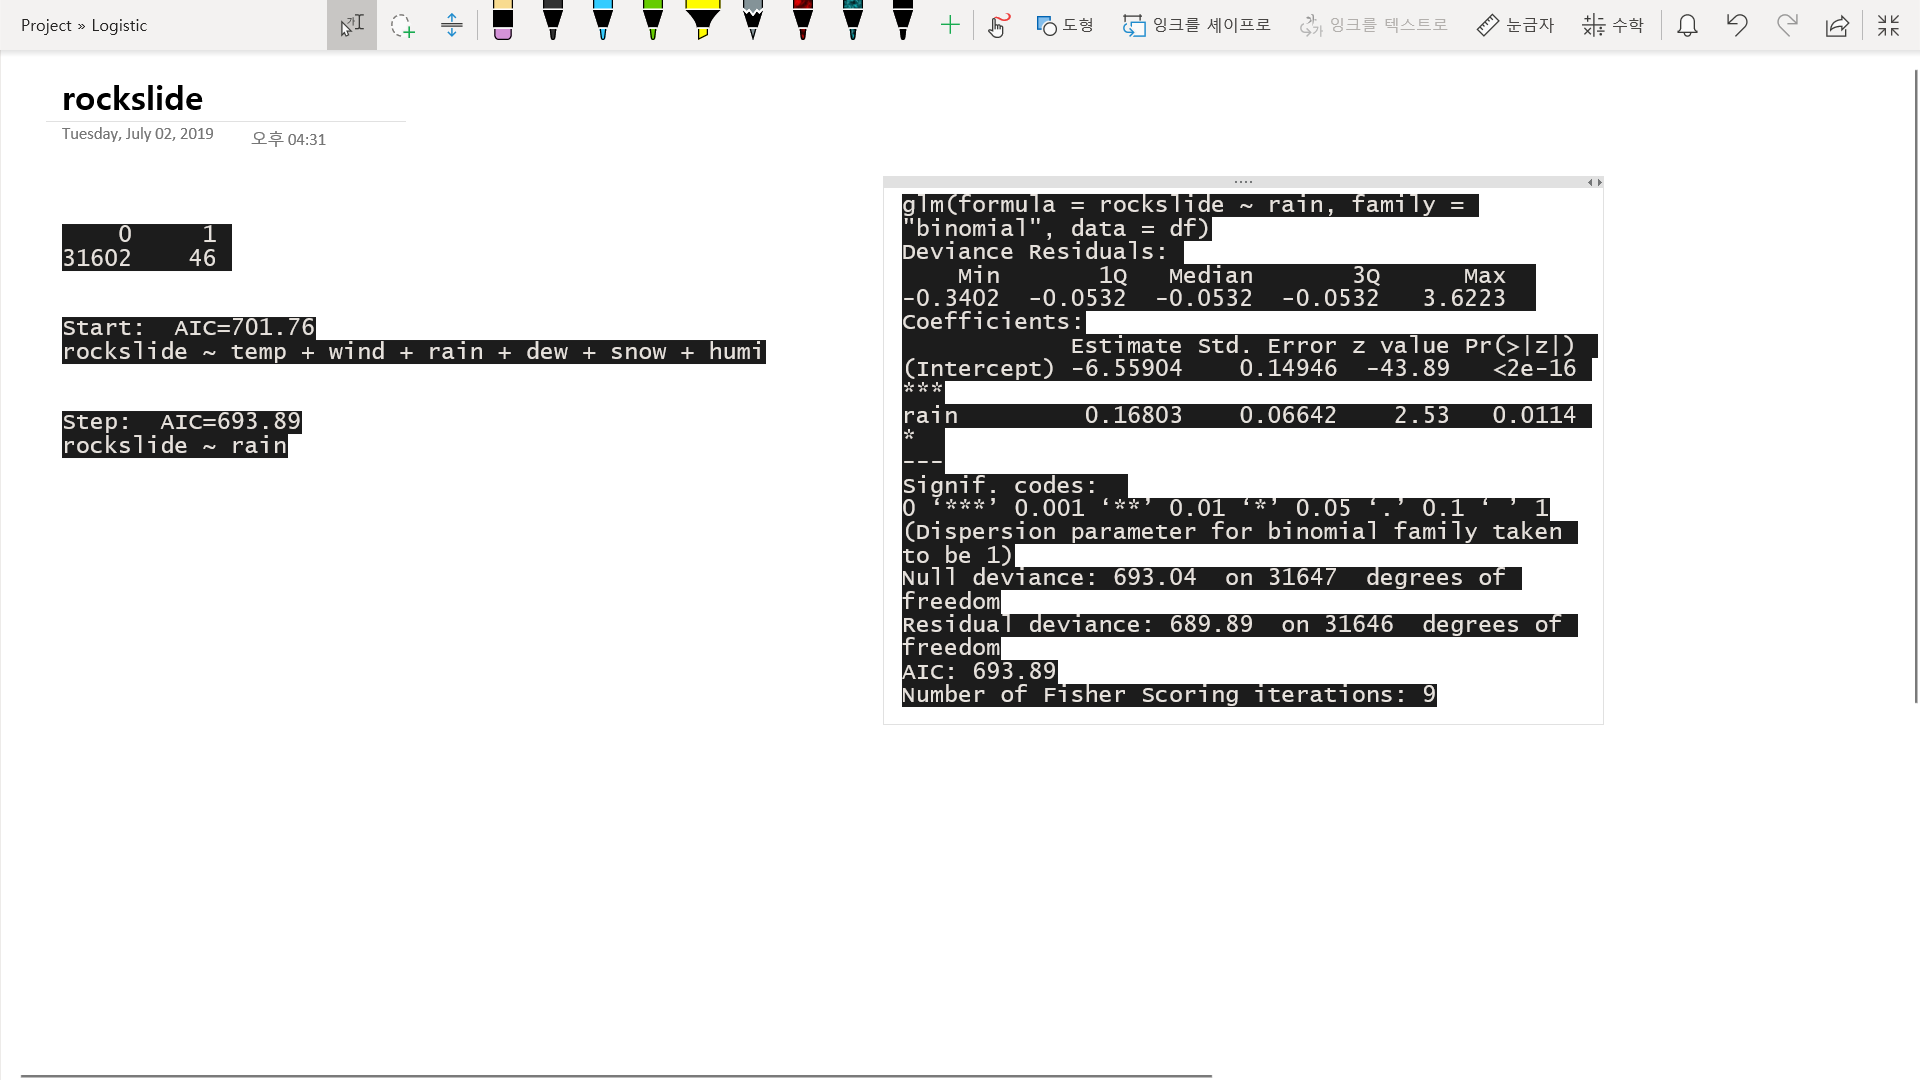 Project » Logistic
도형
잉크를 셰이프로
잉크를 텍스트로
눈금자
수학
rockslide
Tuesday, July 02, 2019 오후 04:31
0 1
31602 46
Start:  AIC=701.76
rockslide ~ temp + wind + rain + dew + snow + humi
Step:  AIC=693.89
rockslide ~ rain
glm(formula = rockslide ~ rain, family =
"binomial", data = df)
Deviance Residuals:
Min 1Q Median 3Q Max
-0.3402 -0.0532 -0.0532 -0.0532 3.6223
Coefficients:
Estimate Std. Error z value Pr(>|z|)
(Intercept) -6.55904 0.14946 -43.89 <2e-16
***
rain 0.16803 0.06642 2.53 0.0114
*
---
Signif. codes:
0 ‘***’ 0.001 ‘**’ 0.01 ‘*’ 0.05 ‘.’ 0.1 ‘ ’ 1
(Dispersion parameter for binomial family taken
to be 1)
Null deviance: 693.04  on 31647  degrees of
freedom
Residual deviance: 689.89  on 31646  degrees of
freedom
AIC: 693.89
Number of Fisher Scoring iterations: 9